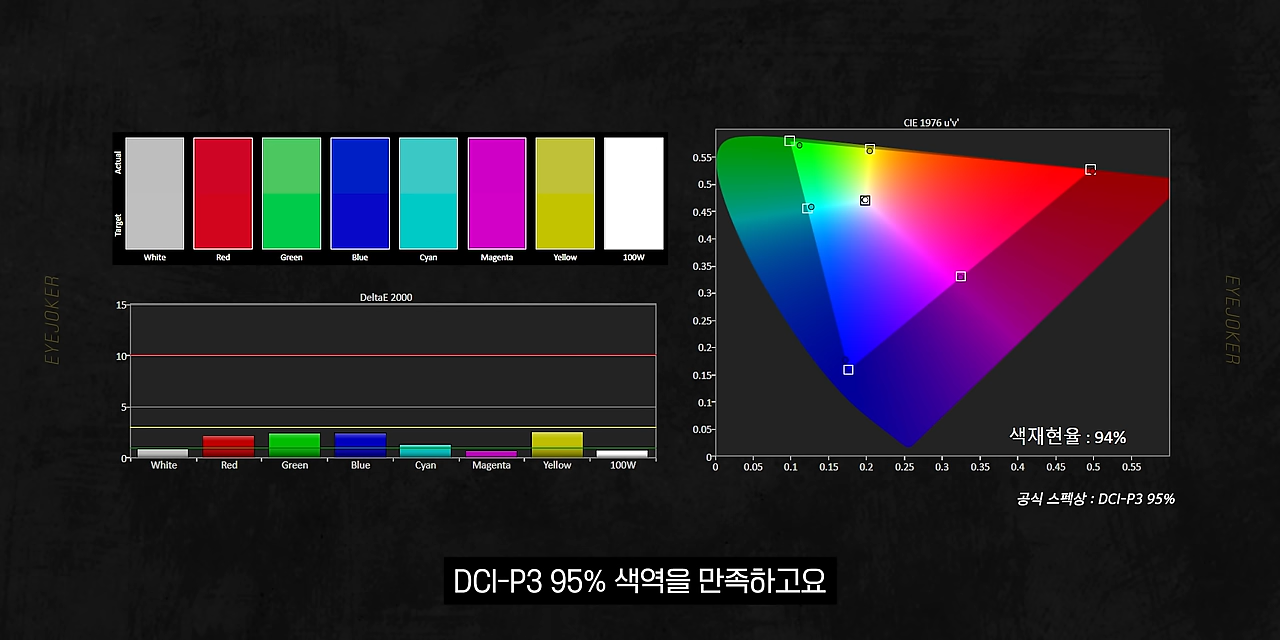 Actual
Target
White Red Green Blue Cyan Magenta Yellow 100W
DeltaE 2000
15
10
5
0
White Red Green Blue Cyan Magenta Yellow 100W
CIE 1976 u'v'
0.55
0.5
0.45
0.4
0.35
0.3
0.25
0.2
0.15
0.1
0.05
0 0.05 0.1 0.15 0.2 0.25 0.3 0.35 0.4 0.45 0.5 0.55
색재현율 : 94%
공식 스펙상 : DCI-P3 95%
EYEJOKER
EYEJOKER
DCI-P3 95% 색역을 만족하고요